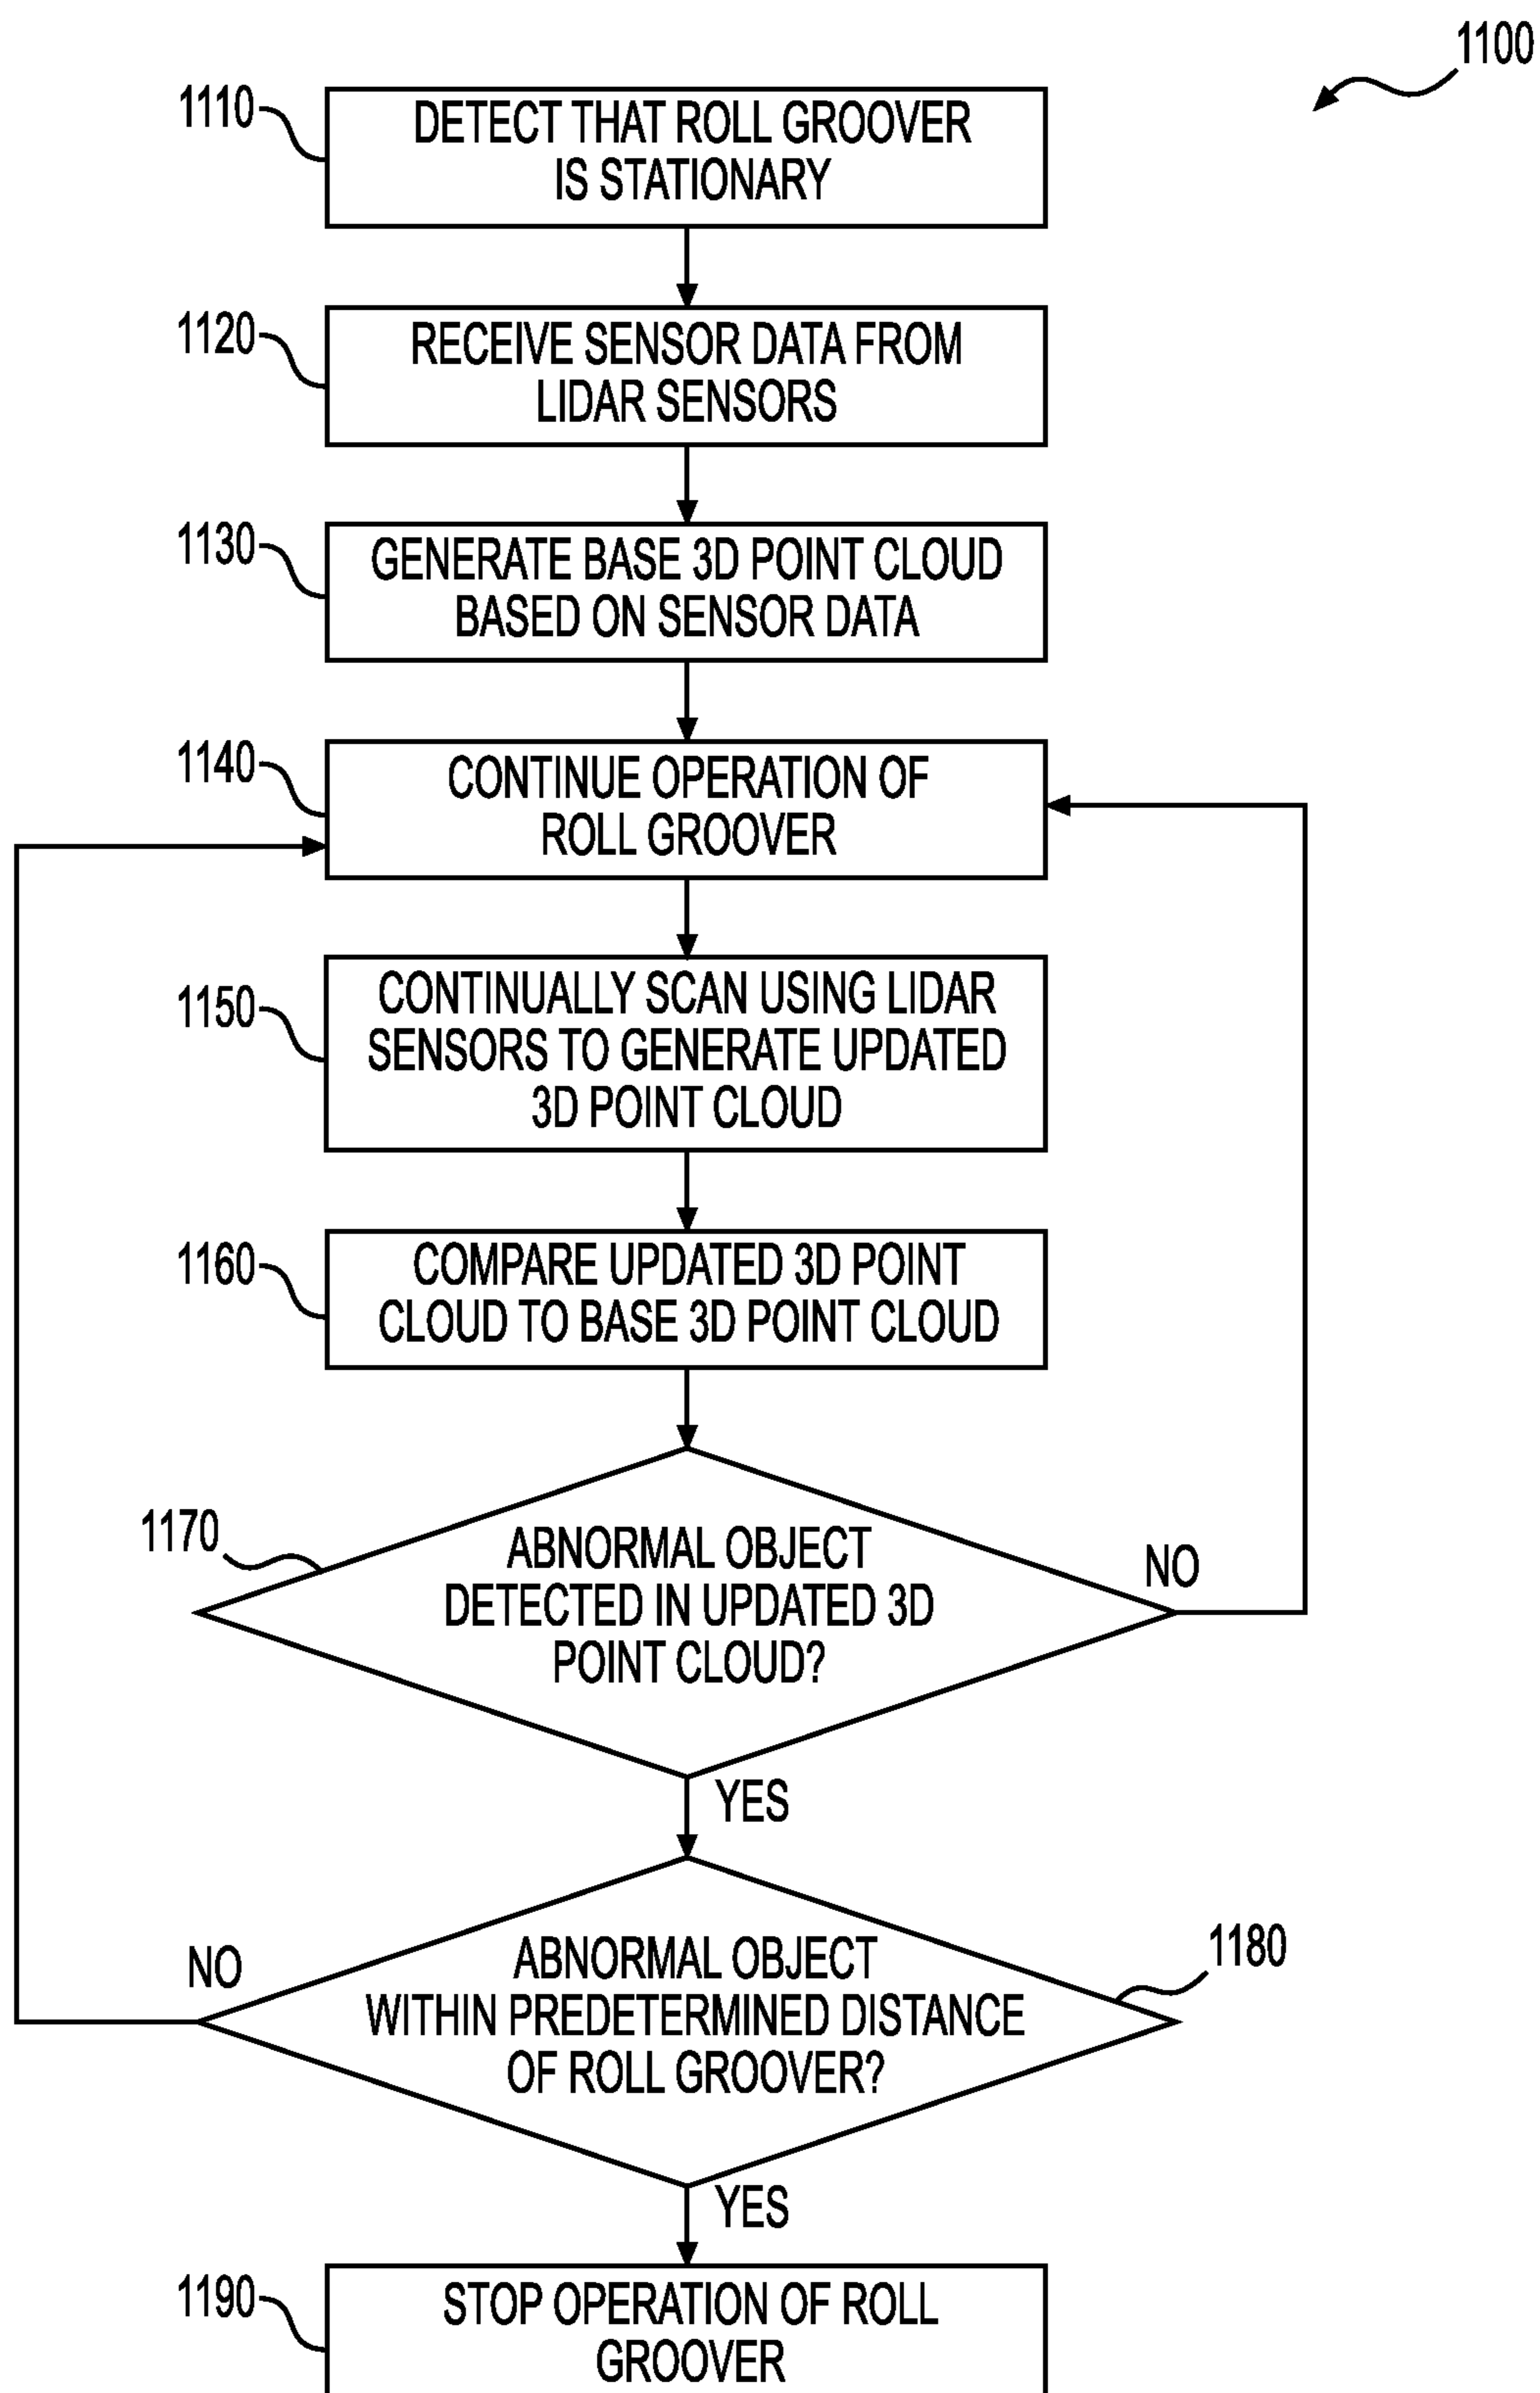 1100
1110
DETECT THAT ROLL GROOVER
IS STATIONARY
1120
RECEIVE SENSOR DATA FROM
LIDAR SENSORS
1130
GENERATE BASE 3D POINT CLOUD
BASED ON SENSOR DATA
1140
CONTINUE OPERATION OF
ROLL GROOVER
1150
CONTINUALLY SCAN USING LIDAR
SENSORS TO GENERATE UPDATED
3D POINT CLOUD
1160
COMPARE UPDATED 3D POINT
CLOUD TO BASE 3D POINT CLOUD
1170
ABNORMAL OBJECT
DETECTED IN UPDATED 3D
POINT CLOUD?
NO
YES
1180
ABNORMAL OBJECT
WITHIN PREDETERMINED DISTANCE
OF ROLL GROOVER?
NO
YES
1190
STOP OPERATION OF ROLL
GROOVER